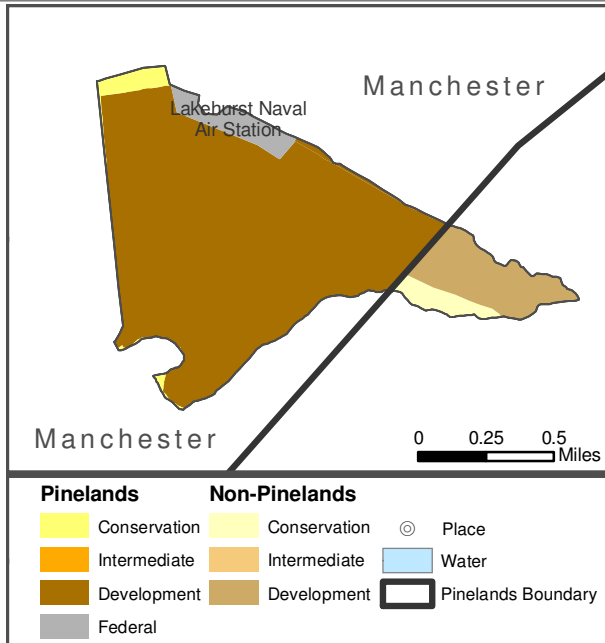 Manchester
Lakehurst Naval
Air Station
Manchester
0 0.25 0.5
Miles
Pinelands Non-Pinelands
Conservation Conservation Place
Intermediate Intermediate Water
Development Development Pinelands Boundary
Federal